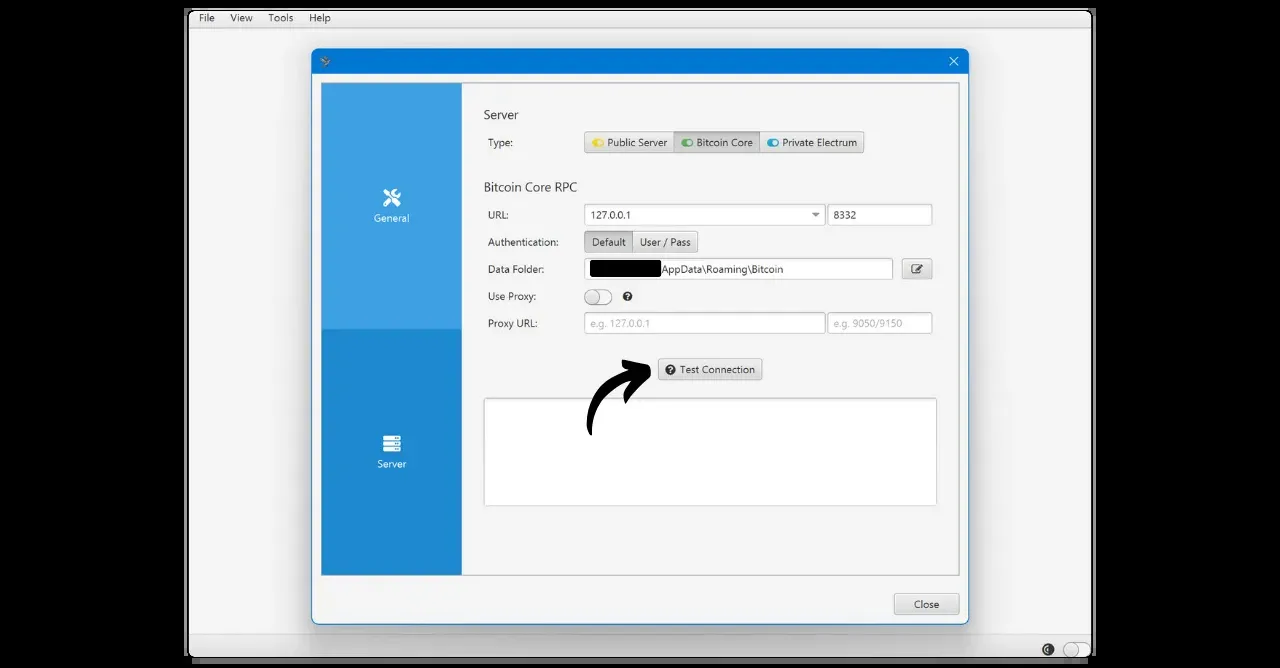 File View Tools Help
Server
Type: Public Server Bitcoin Core Private Electrum
Bitcoin Core RPC
URL: 127.0.0.1 8332
Authentication: Default User / Pass
Data Folder: AppData\Roaming\Bitcoin
Use Proxy:
Proxy URL: e.g. 127.0.0.1 e.g. 9050/9150
Test Connection
General
Server
Close